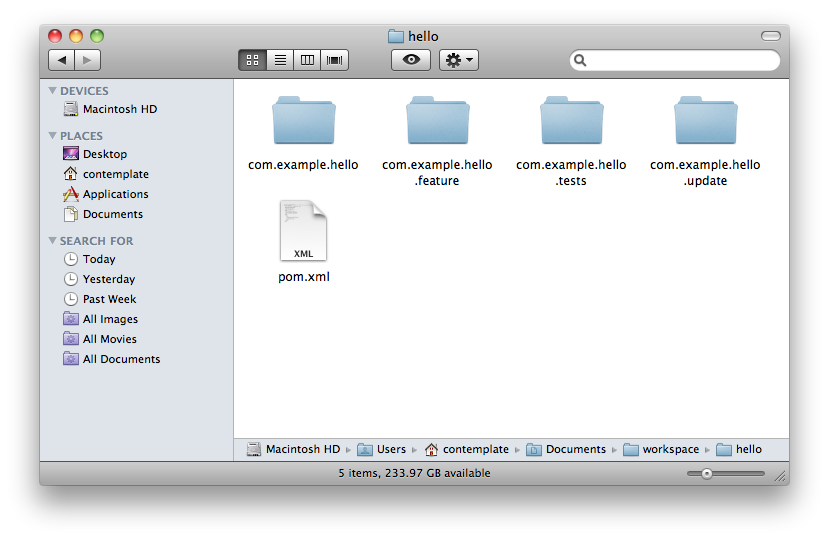 hello
DEVICES
Macintosh HD
PLACES
Desktop
contemplate
Applications
Documents
SEARCH FOR
Today
Yesterday
Past Week
All Images
All Movies
All Documents
com.example.hello
com.example.hello
.feature
com.example.hello
.tests
com.example.hello
.update
XML
pom.xml
Macintosh HD Users contemplate Documents workspace hello
5 items, 233.97 GB available